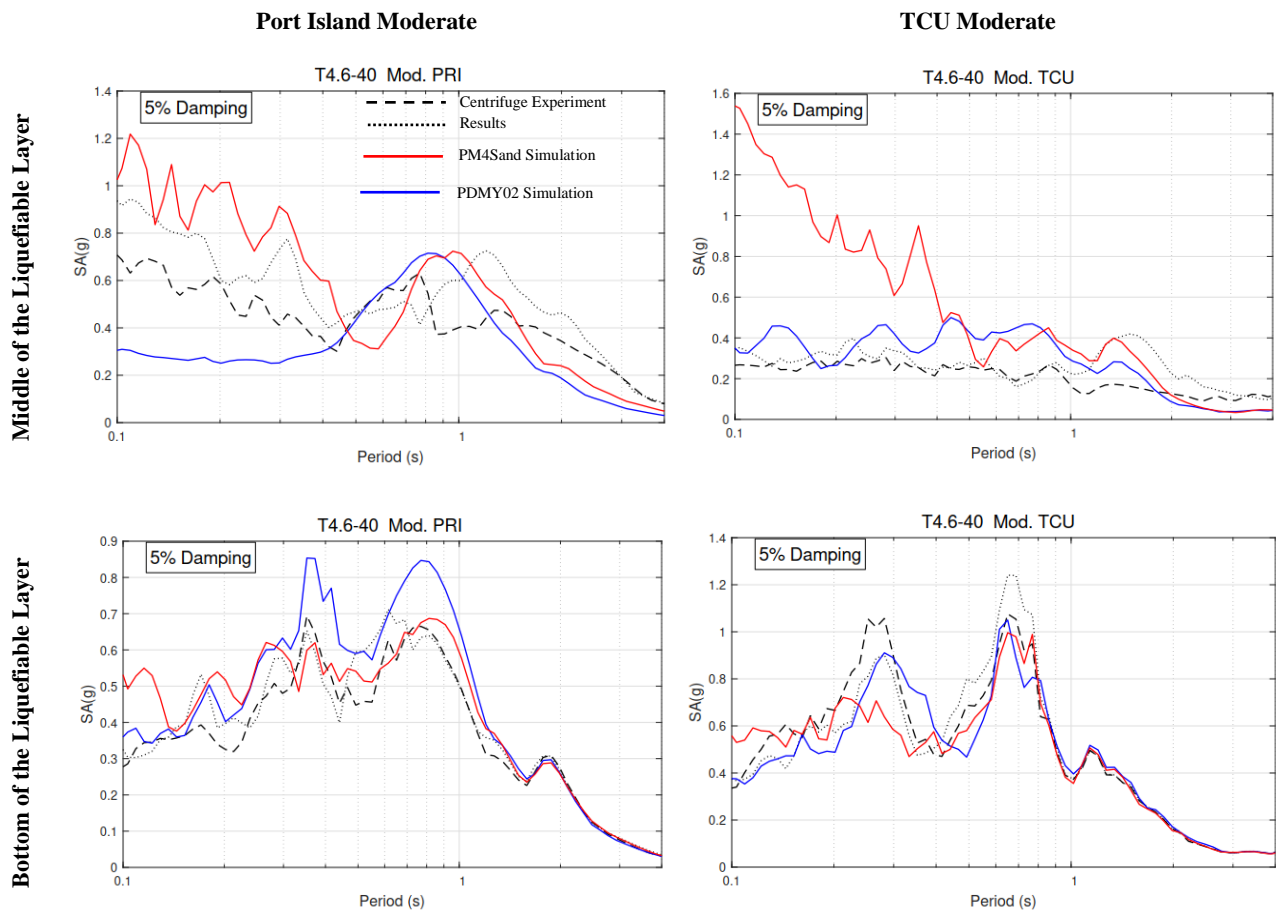 Port Island Moderate
TCU Moderate
Middle of the Liquefiable Layer
T4.6-40 Mod. PRI
5% Damping
Centrifuge Experiment
Results
PM4Sand Simulation
PDMY02 Simulation
1.4
1.2
1
0.8
0.6
0.4
0.2
0
SA(g)
0.1
1
Period (s)
T4.6-40 Mod. TCU
5% Damping
1.6
1.4
1.2
1
0.8
0.6
0.4
0.2
0
SA(g)
0.1
1
Period (s)
Bottom of the Liquefiable Layer
T4.6-40 Mod. PRI
5% Damping
0.9
0.8
0.7
0.6
0.5
0.4
0.3
0.2
0.1
0
SA(g)
0.1
1
Period (s)
T4.6-40 Mod. TCU
5% Damping
1.4
1.2
1
0.8
0.6
0.4
0.2
0
SA(g)
0.1
1
Period (s)